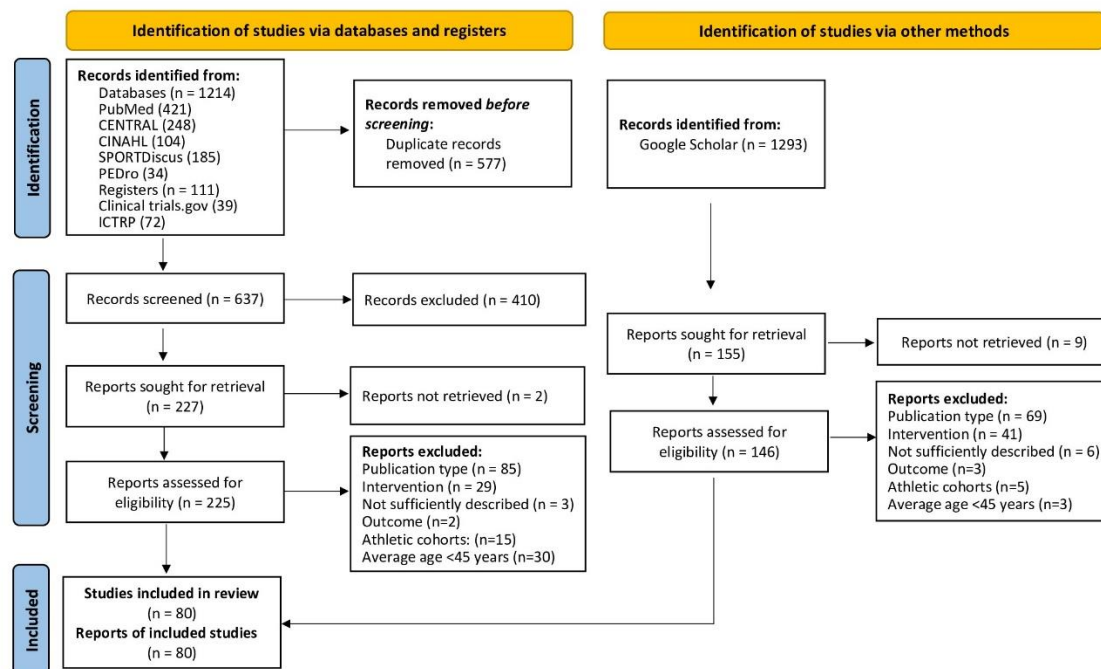 Identification of studies via databases and registers
Identification of studies via other methods
Identification
Records identified from:
Databases (n = 1214)
PubMed (421)
CENTRAL (248)
CINAHL (104)
SPORTDiscus (185)
PEDro (34)
Registers (n = 111)
Clinical trials.gov (39)
ICTRP (72)
Records removed before
screening:
Duplicate records
removed (n = 577)
Records identified from:
Google Scholar (n = 1293)
Screening
Records screened (n = 637)
Records excluded (n = 410)
Reports sought for retrieval
(n = 227)
Reports not retrieved (n = 2)
Reports assessed for
eligibility (n = 225)
Reports excluded:
Publication type (n = 85)
Intervention (n = 29)
Not sufficiently described (n = 3)
Outcome (n=2)
Athletic cohorts: (n=15)
Average age <45 years (n=30)
Reports sought for retrieval
(n = 155)
Reports not retrieved (n = 9)
Reports assessed for
eligibility (n = 146)
Reports excluded:
Publication type (n = 69)
Intervention (n = 41)
Not sufficiently described (n = 6)
Outcome (n=3)
Athletic cohorts (n=5)
Average age <45 years (n=3)
Included
Studies included in review
(n = 80)
Reports of included studies
(n = 80)